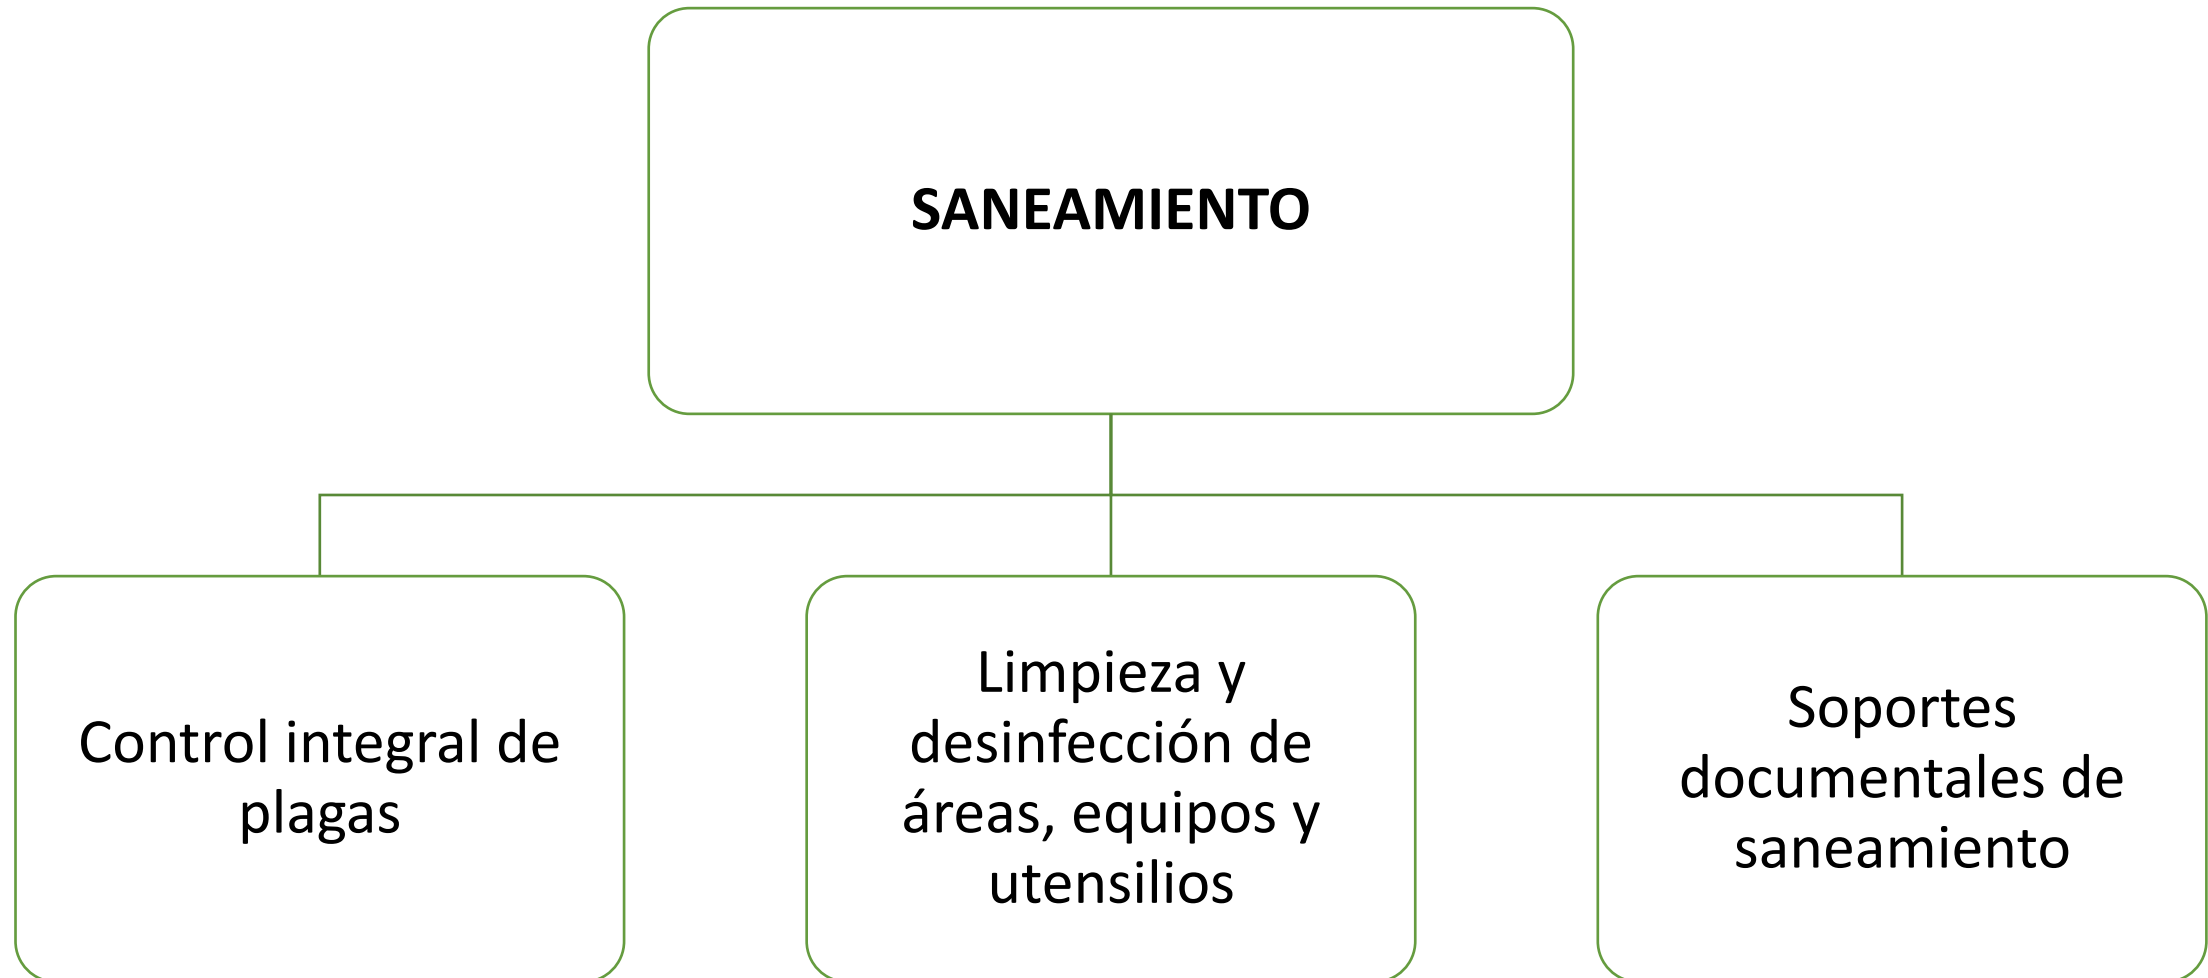 SANEAMIENTO
Control integral de
plagas
Limpieza y
desinfección de
áreas, equipos y
utensilios
Soportes
documentales de
saneamiento